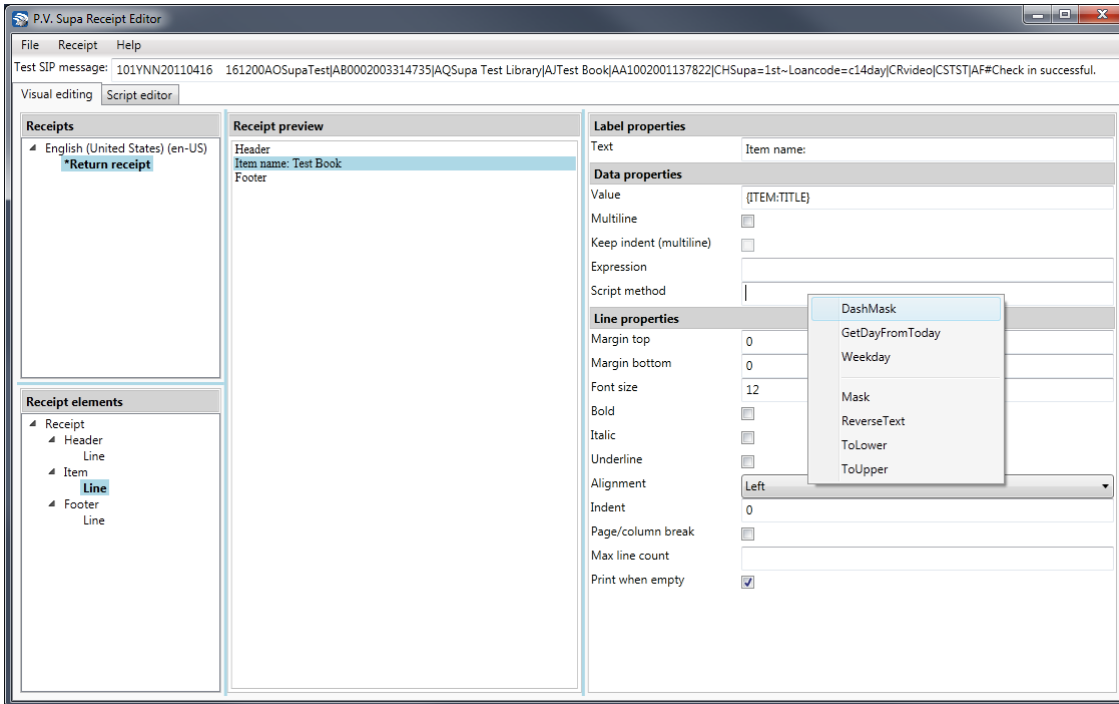 P.V. Supa Receipt Editor
File Receipt Help
Test SIP message: 101YNN20110416 161200AOSupaTest|AB0002003314735|AQSupa Test Library|AJTest Book|AA1002001137822|CHSupa=1st~Loancode=c14day|CRvideo|CSTST|AF#Check in successful.
Visual editing Script editor
Receipts
English (United States) (en-US)
*Return receipt
Receipt elements
Receipt
Header
Line
Item
Line
Footer
Line
Receipt preview
Header
Item name: Test Book
Footer
Label properties
Text Item name:
Data properties
Value {ITEM:TITLE}
Multiline
Keep indent (multiline)
Expression
Script method
DashMask
GetDayFromToday
Weekday
Mask
ReverseText
ToLower
ToUpper
Line properties
Margin top 0
Margin bottom 0
Font size 12
Bold
Italic
Underline
Alignment Left
Indent 0
Page/column break
Max line count
Print when empty